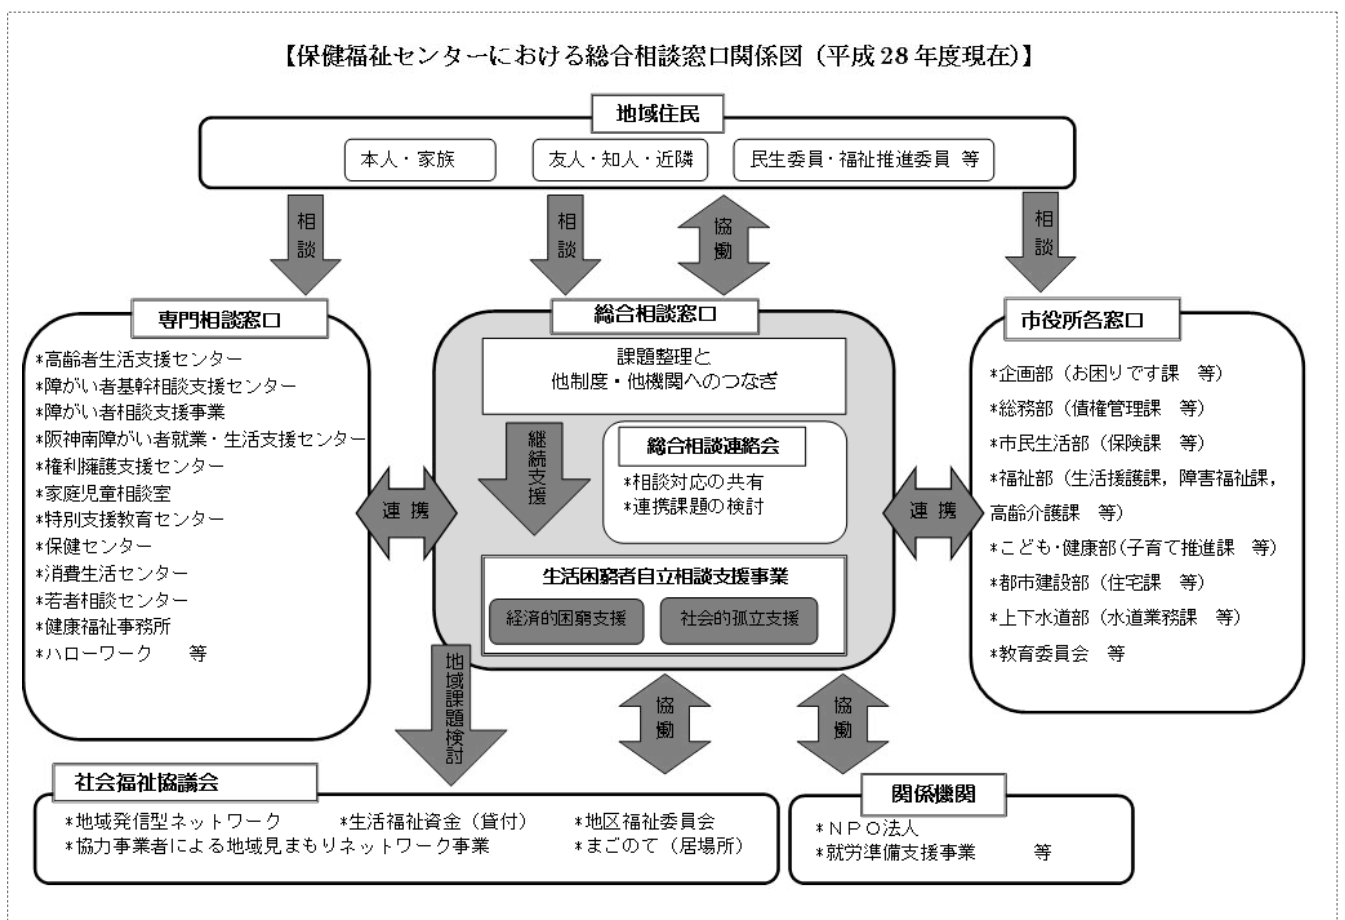 【保健福祉センターにおける総合相談窓口関係図（平成28年度現在）】
地域住民
本人・家族
友人・知人・近隣
民生委員・福祉推進委員 等
相談
相談
協働
相談
専門相談窓口
*高齢者生活支援センター
*障がい者基幹相談支援センター
*障がい者相談支援事業
*阪神南障がい者就業・生活支援センター
*権利擁護支援センター
*家庭児童相談室
*特別支援教育センター
*保健センター
*消費生活センター
*若者相談センター
*健康福祉事務所
*ハローワーク　　等
連携
総合相談窓口
課題整理と
他制度・他機関へのつなぎ
継続支援
総合相談連絡会
*相談対応の共有
*連携課題の検討
生活困窮者自立相談支援事業
経済的困窮支援
社会的孤立支援
連携
市役所各窓口
*企画部（お困りです課　等）
*総務部（債権管理課　等）
*市民生活部（保険課　等）
*福祉部（生活援護課，障害福祉課，
高齢介護課　等）
*こども・健康部（子育て推進課　等）
*都市建設部（住宅課　等）
*上下水道部（水道業務課　等）
*教育委員会　等
地域課題検討
協働
協働
社会福祉協議会
*地域発信型ネットワーク　　*生活福祉資金（貸付）　　*地区福祉委員会
*協力事業者による地域見まもりネットワーク事業　　*まごのて（居場所）
関係機関
*ＮＰＯ法人
*就労準備支援事業　　　等